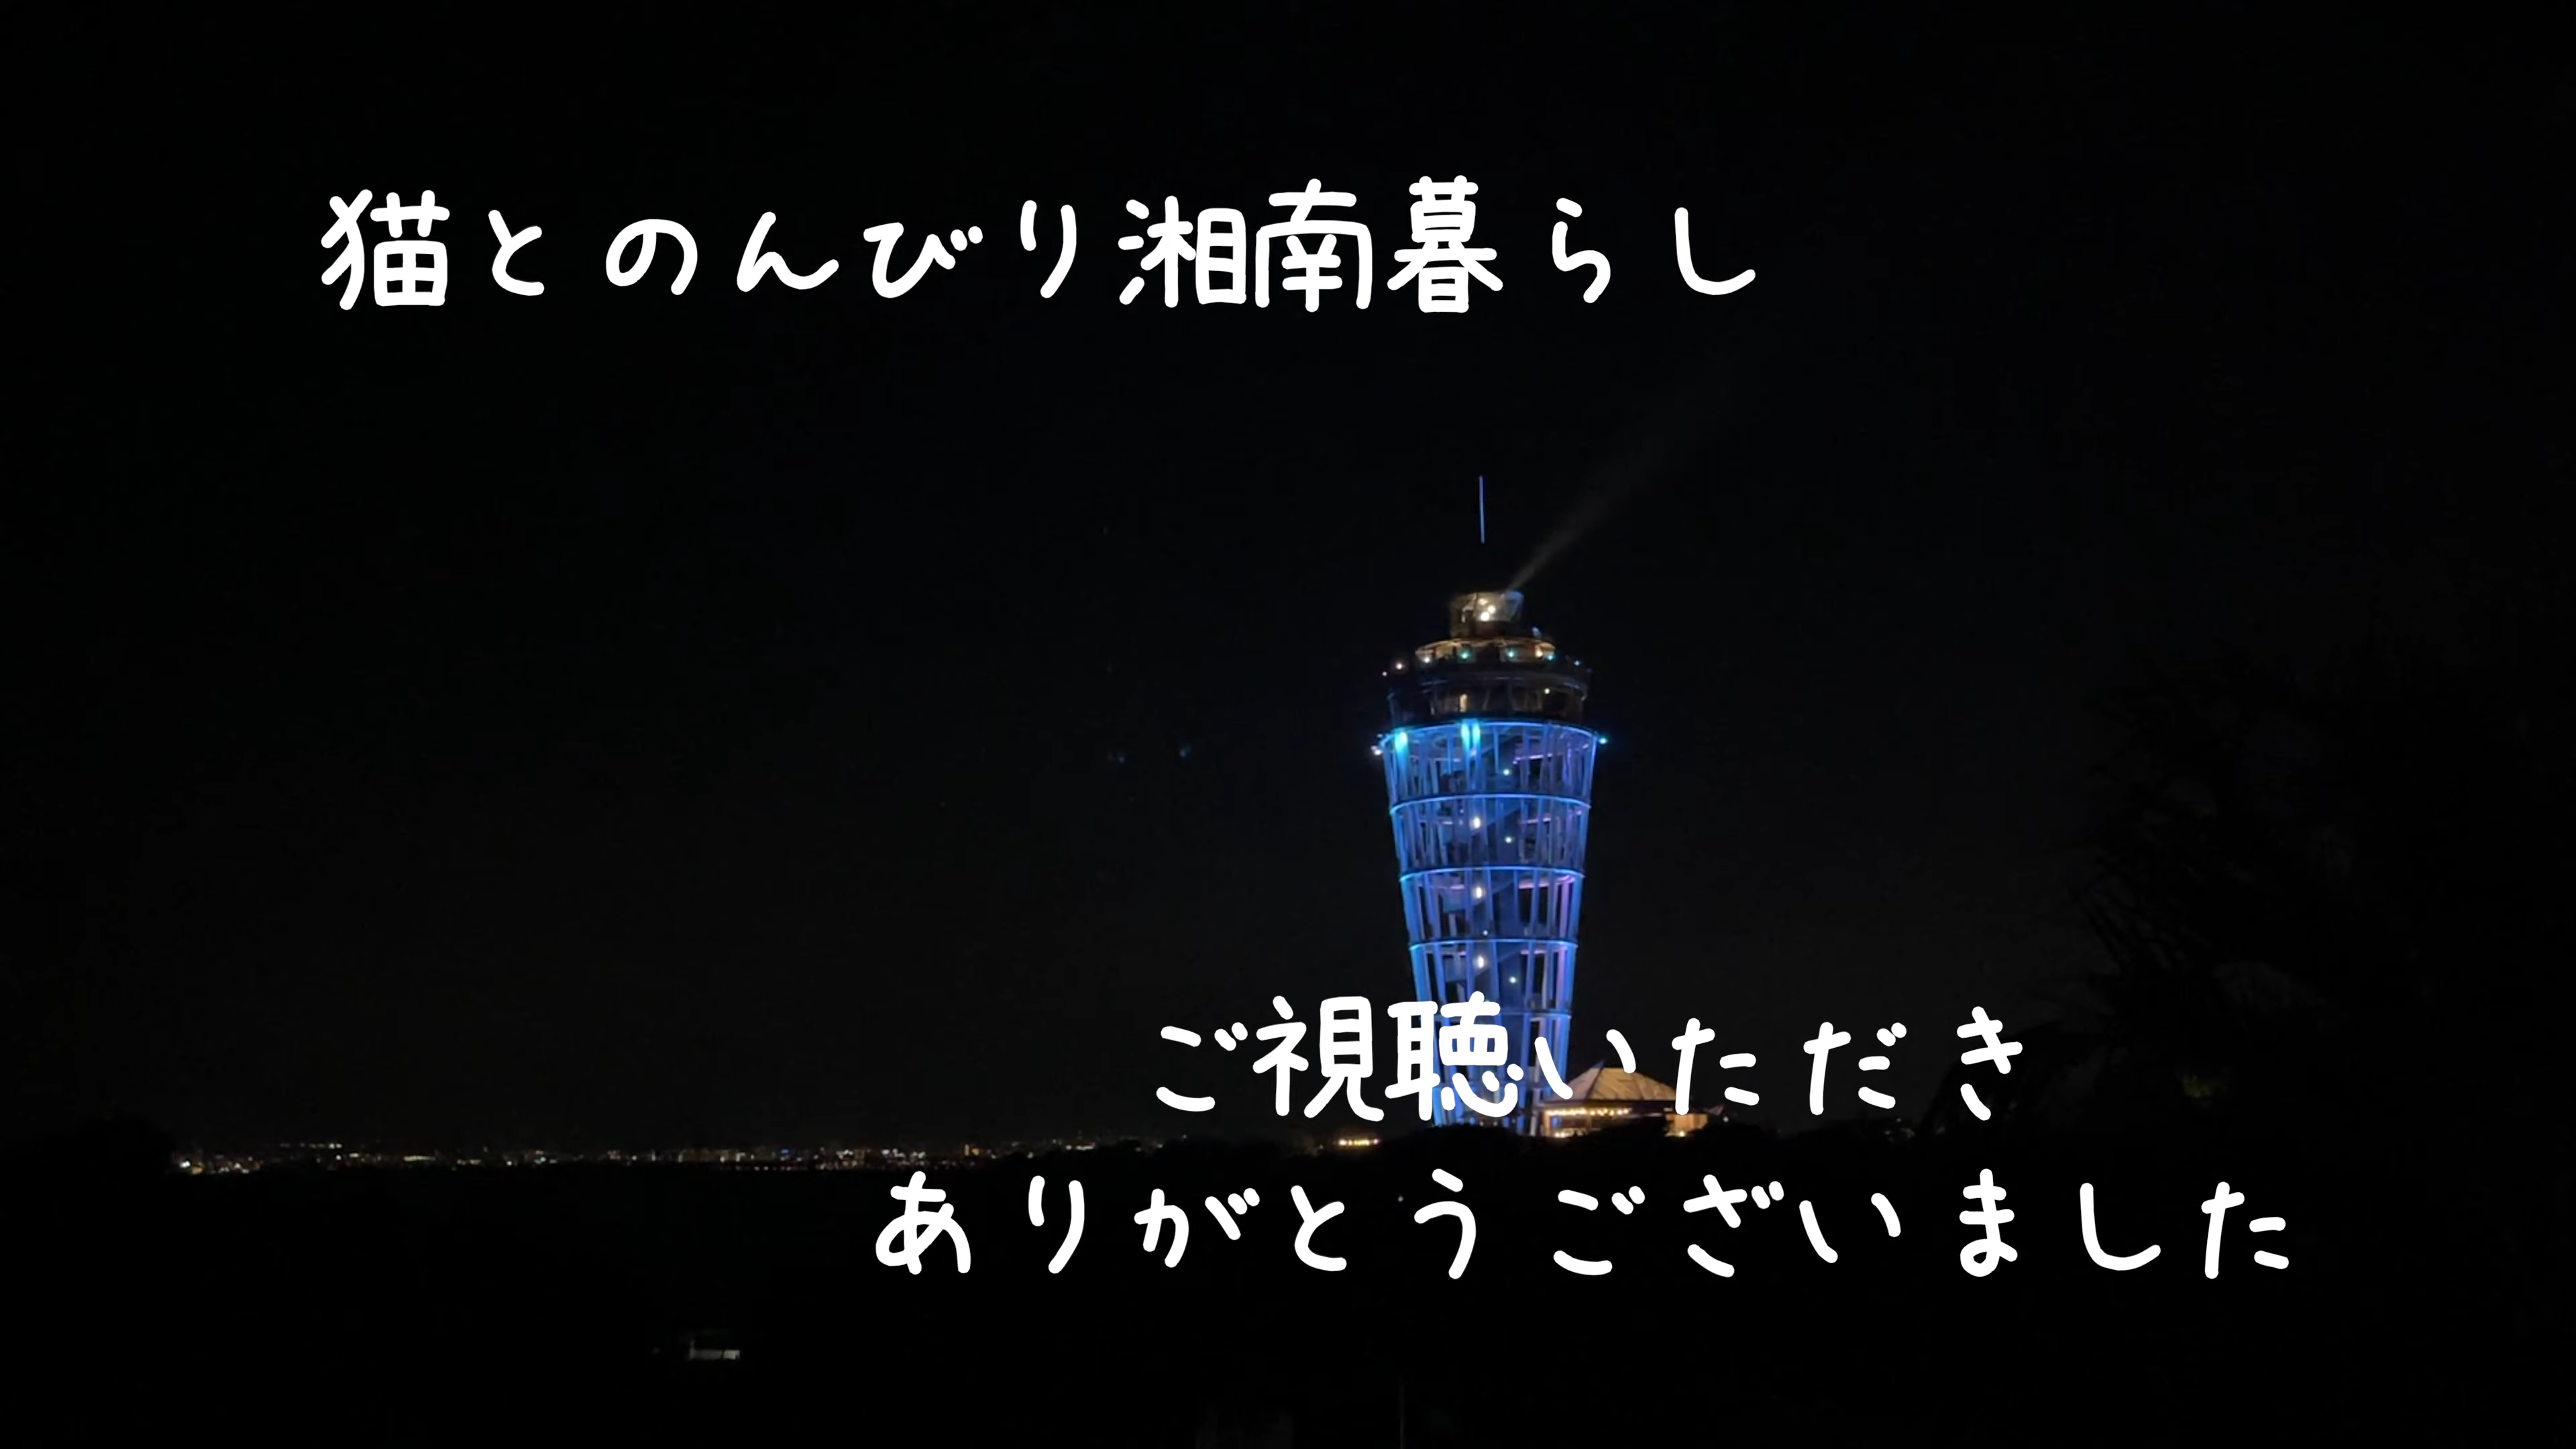 猫とのんびり湘南暮らし
ご視聴いただき
ありがとうございました